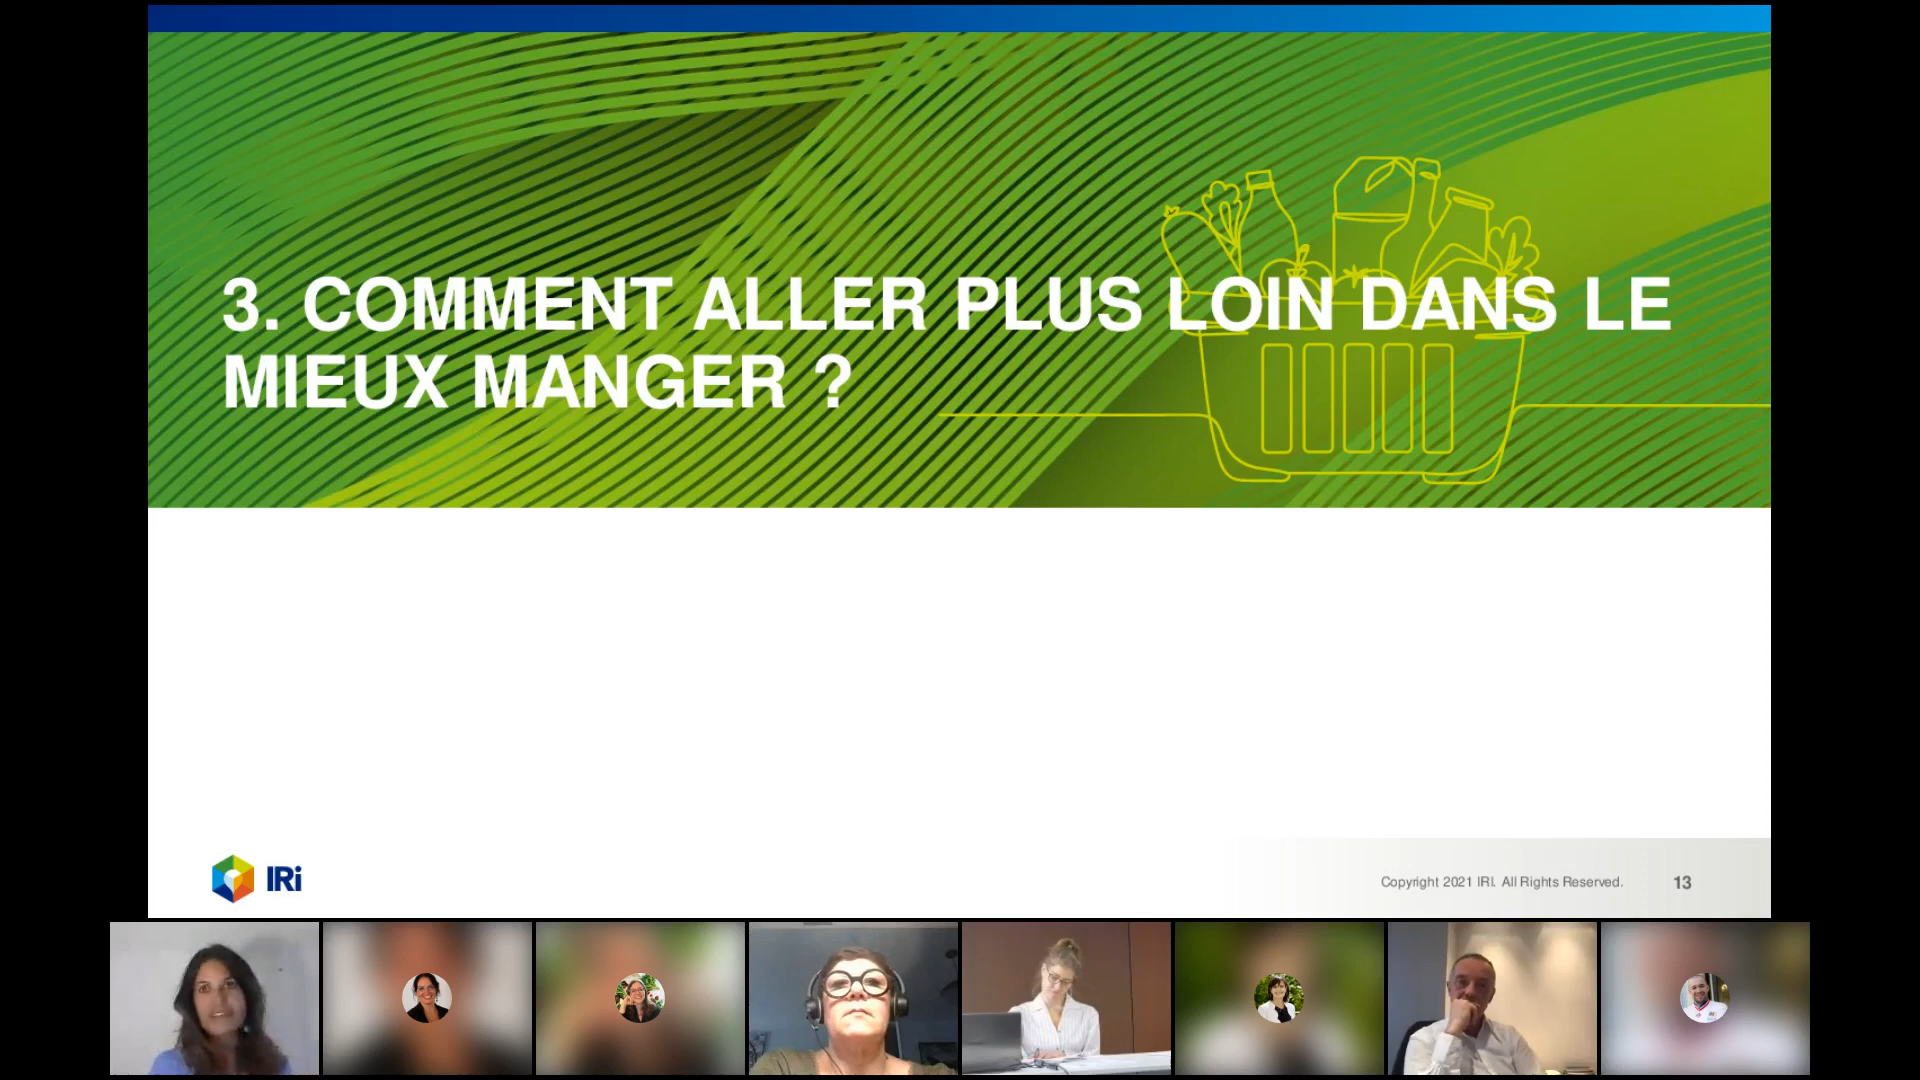 3. COMMENT ALLER PLUS LOIN DANS LE
MIEUX MANGER ?
IRi
Copyright 2021 IRI. All Rights Reserved.
13